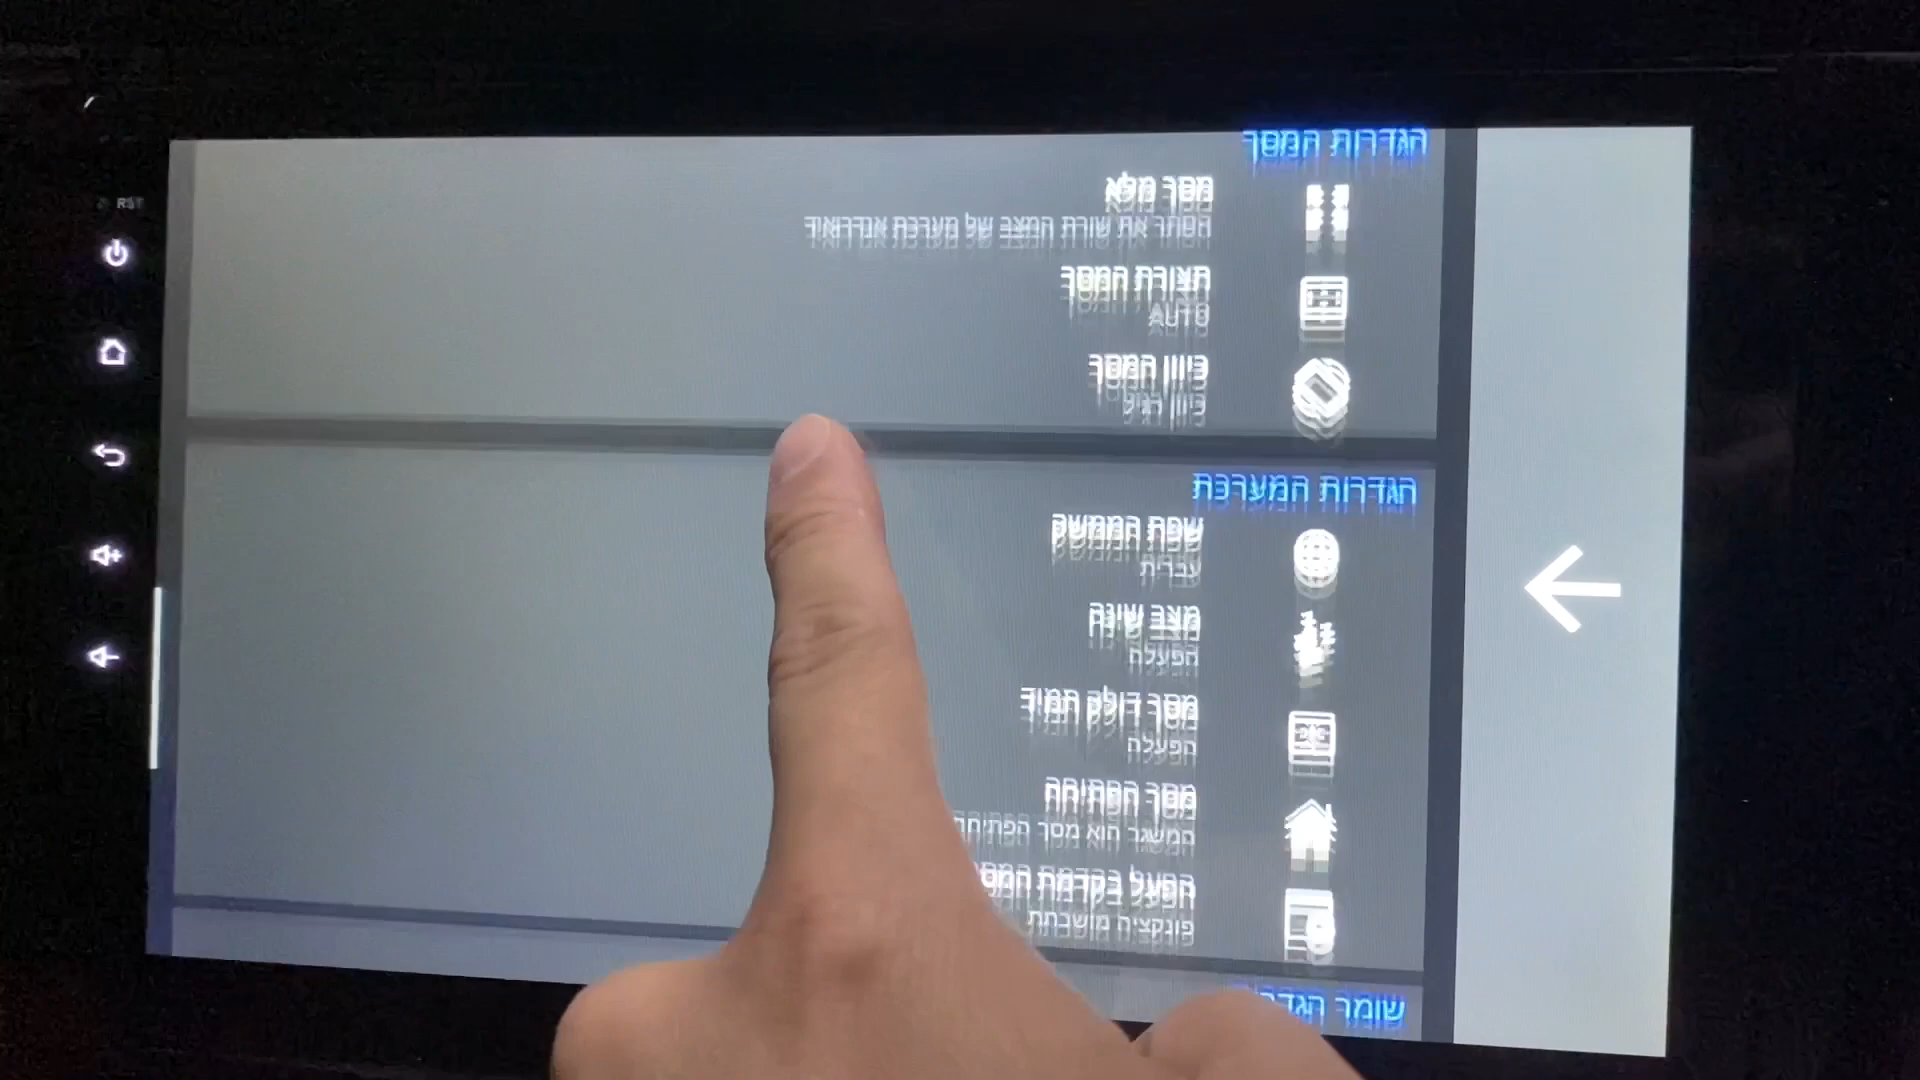 RST
הגדרות המסך
מסך מלא
הסתר את שורת המצב של מערכת אנדרואיד
תצורת המסך
AUTO
כיוון המסך
כיוון רגיל
הגדרות המערכת
שפת הממשק
עברית
מצב שינה
הפעלה
מסך דולק תמיד
הפעלה
מסך הפתיחה
המשגר הוא מסך הפתיחה
הפעל בקדמת
פונקציה מושבתת
שומר